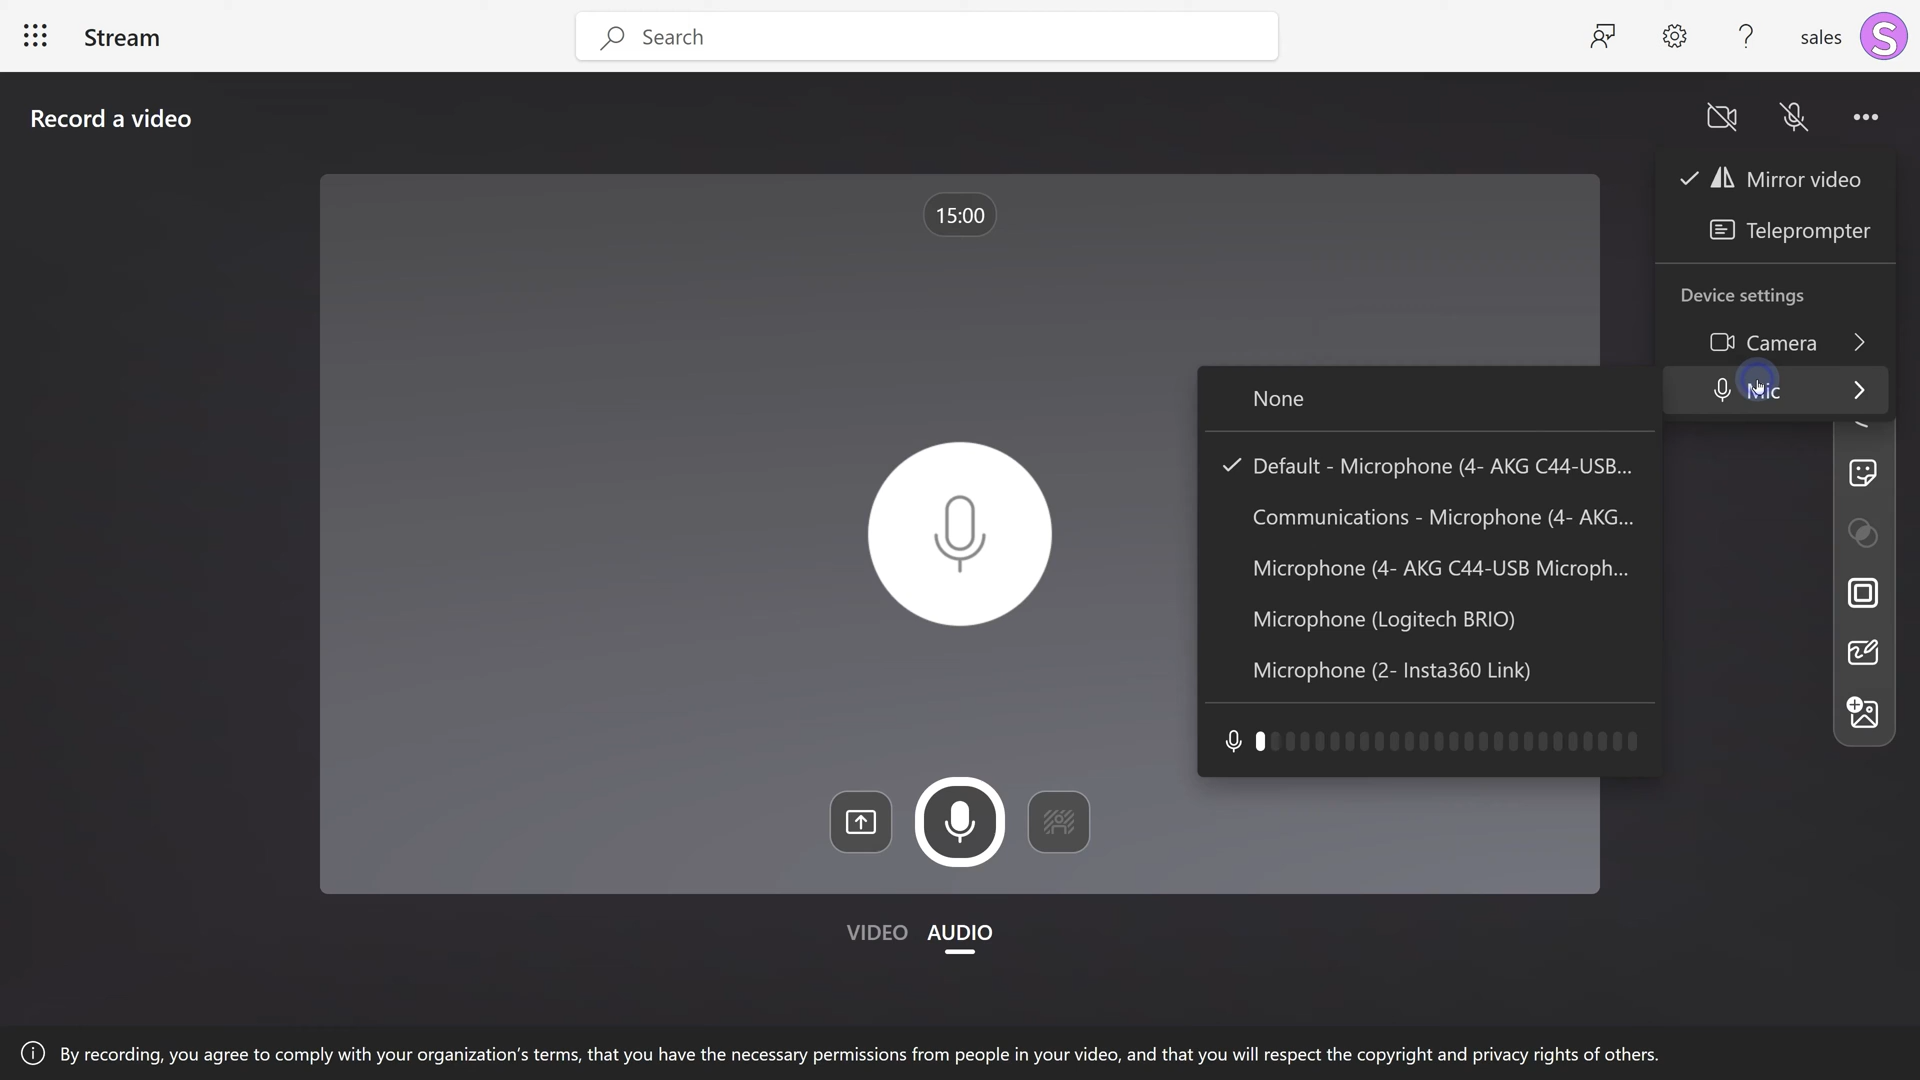 Stream
Search
sales
S
Record a video
15:00
Mirror video
Teleprompter
Device settings
Camera
Mic
None
Default - Microphone (4- AKG C44-USB...
Communications - Microphone (4- AKG...
Microphone (4- AKG C44-USB Microph...
Microphone (Logitech BRIO)
Microphone (2- Insta360 Link)
VIDEO AUDIO
By recording, you agree to comply with your organization's terms, that you have the necessary permissions from people in your video, and that you will respect the copyright and privacy rights of others.